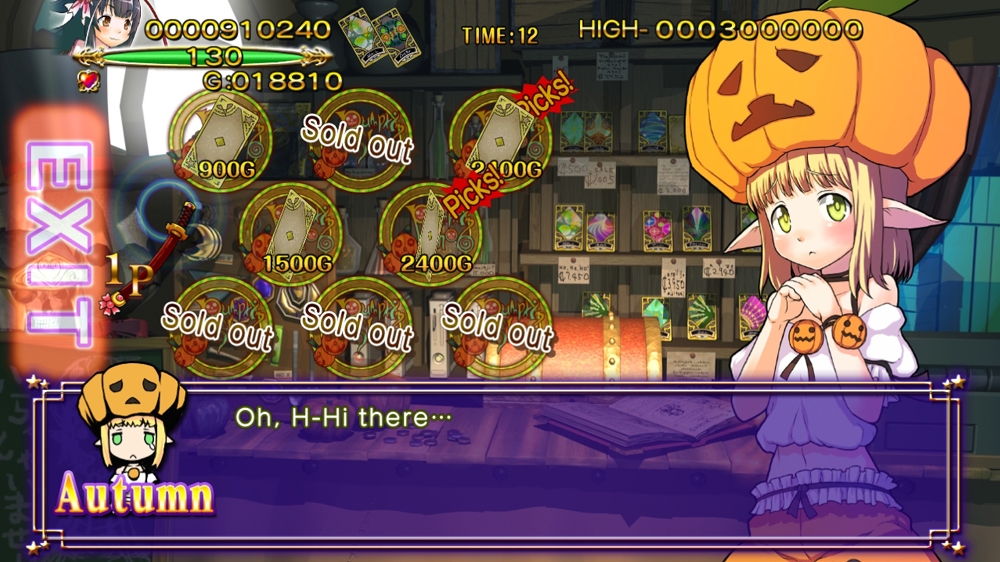 0000910240
TIME:12
HIGH-0003000000
130
G:018810
EXIT
1P
900G
Sold out
Picks!
1500G
Picks!
2400G
Sold out
Sold out
Sold out
Oh, H-Hi there…
Autumn